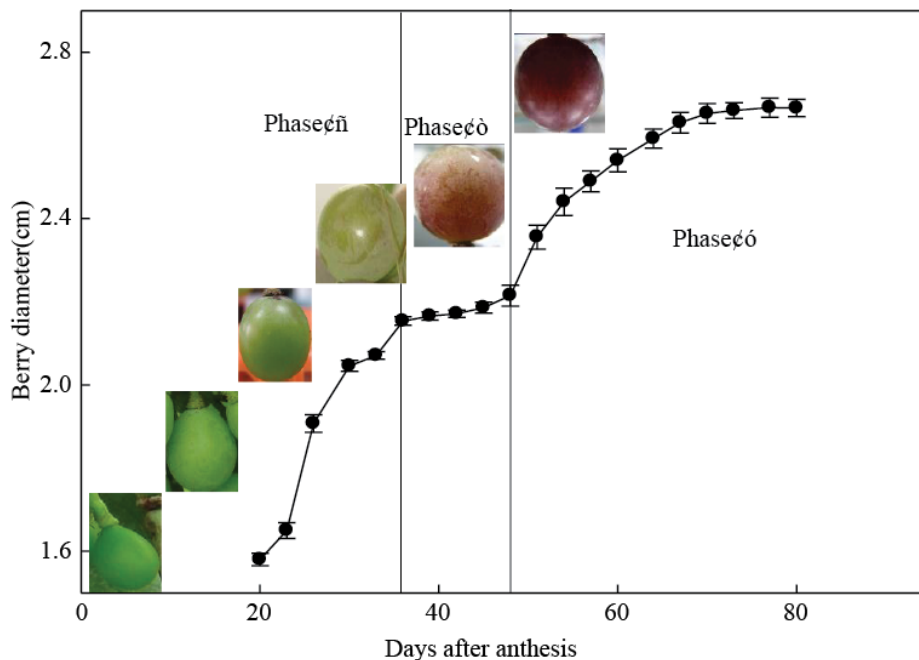 2.8
2.4
2.0
1.6
Berry diameter(cm)
Phase¢ñ
Phase¢ò
Phase¢ó
0
20
40
60
80
Days after anthesis